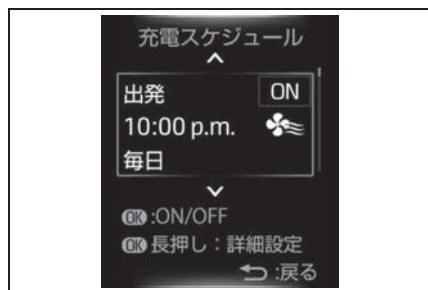 充電スケジュール
出発 ON
10:00 p.m.
毎日
OK:ON/OFF
OK長押し：詳細設定
:戻る